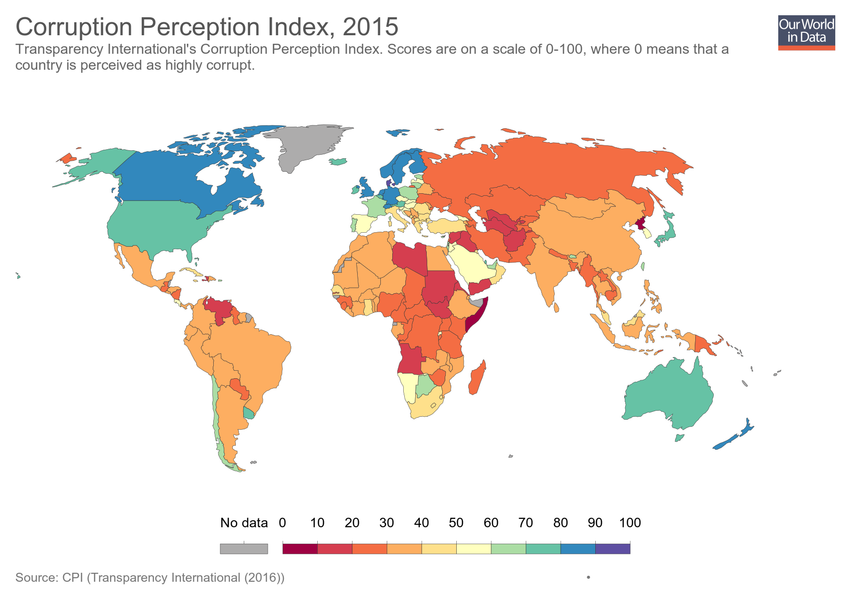 Corruption Perception Index, 2015
Our World
in Data
Transparency International's Corruption Perception Index. Scores are on a scale of 0-100, where 0 means that a
country is perceived as highly corrupt.
No data 0 10 20 30 40 50 60 70 80 90 100
Source: CPI (Transparency International (2016))